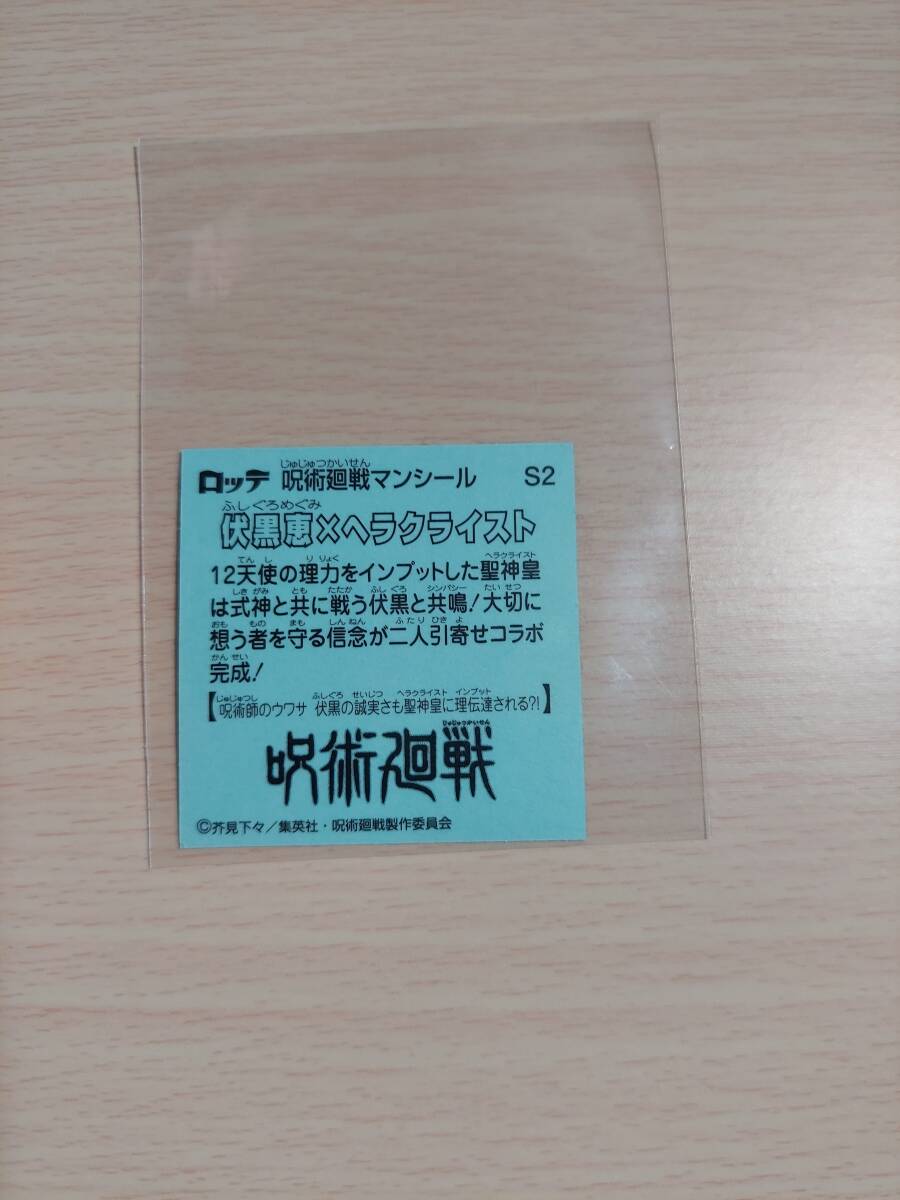 じゅじゅつかいせん
ロッテ 呪術廻戦マンシール S2
ふしぐろめぐみ
伏黒恵×ヘラクライスト
てんし りりょく ヘラクライスト
12天使の理力をインプットした聖神皇
しきがみ とも たたか ふしぐろ シンパシー たいせつ
は式神と共に戦う伏黒と共鳴!大切に
おも もの まも しんねん ふたりひきよ
想う者を守る信念が二人引寄せコラボ
かんせい
完成!
じゅじゅつし ふしぐろ せいじつ ヘラクライスト インプット
【呪術師のウワサ 伏黒の誠実さも聖神皇に理伝達される?!】
じゅじゅつかいせん
呪術廻戦
©芥見下々/集英社・呪術廻戦製作委員会